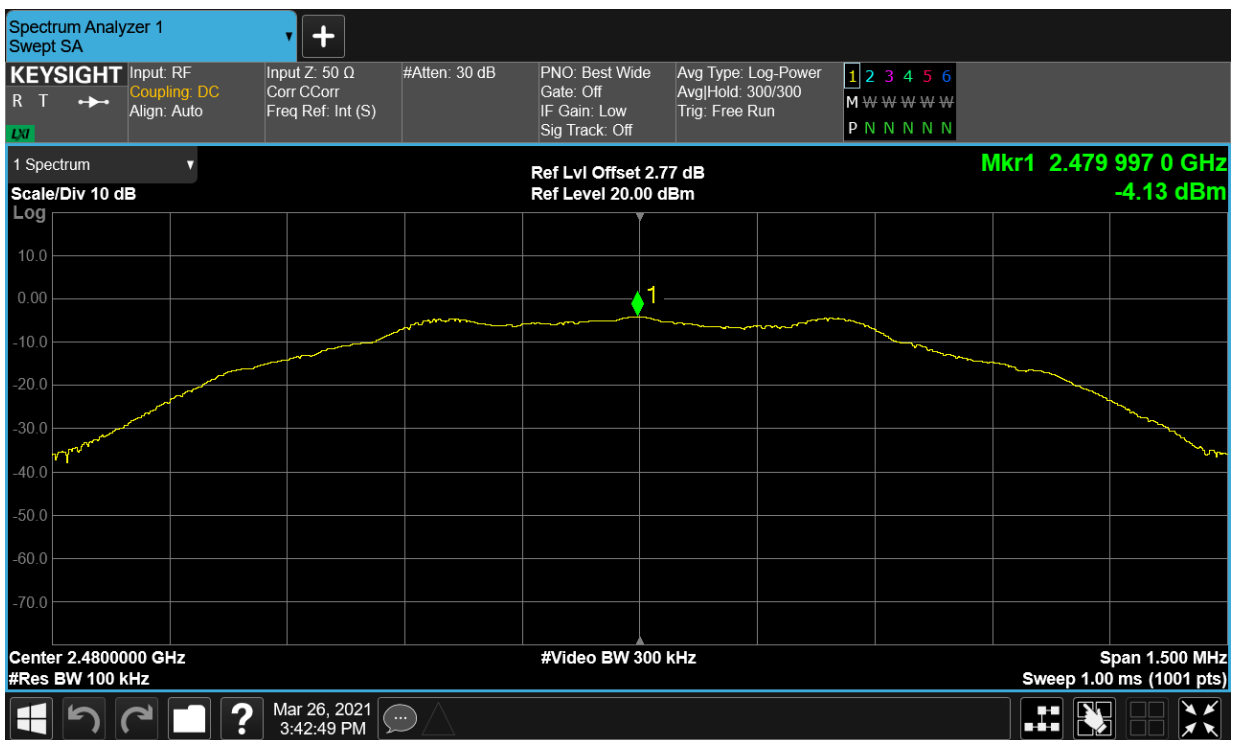 Spectrum Analyzer 1
Swept SA
+
KEYSIGHT
R T
LXI
Input: RF
Coupling: DC
Align: Auto
Input Z: 50 Ω
Corr CCorr
Freq Ref: Int (S)
#Atten: 30 dB
PNO: Best Wide
Gate: Off
IF Gain: Low
Sig Track: Off
Avg Type: Log-Power
Avg|Hold: 300/300
Trig: Free Run
1 2 3 4 5 6
M W W W W W
P N N N N N
1 Spectrum
Scale/Div 10 dB
Ref Lvl Offset 2.77 dB
Ref Level 20.00 dBm
Mkr1 2.479 997 0 GHz
-4.13 dBm
Log
10.0
0.00
-10.0
-20.0
-30.0
-40.0
-50.0
-60.0
-70.0
1
Center 2.4800000 GHz
#Res BW 100 kHz
#Video BW 300 kHz
Span 1.500 MHz
Sweep 1.00 ms (1001 pts)
?
Mar 26, 2021
3:42:49 PM